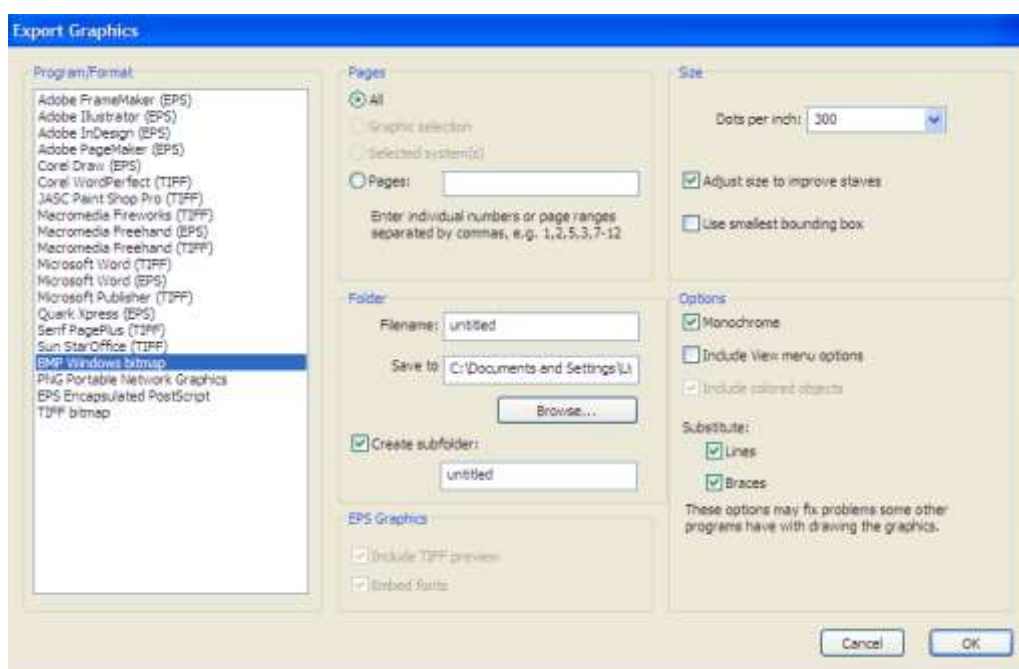 Export Graphics
Program/Format
Adobe FrameMaker (EPS)
Adobe Illustrator (EPS)
Adobe InDesign (EPS)
Adobe PageMaker (EPS)
Corel Draw (EPS)
Corel WordPerfect (TIFF)
JASC Paint Shop Pro (TIFF)
Macromedia Fireworks (TIFF)
Macromedia Freehand (EPS)
Macromedia Freehand (TIFF)
Microsoft Word (TIFF)
Microsoft Word (EPS)
Microsoft Publisher (TIFF)
Quark Xpress (EPS)
Serif PagePlus (TIFF)
Sun StarOffice (TIFF)
BMP Windows bitmap
PNG Portable Network Graphics
EPS Encapsulated PostScript
TIFF bitmap
Pages
All
Graphic selection
Selected system(s)
Pages:
Enter individual numbers or page ranges
separated by commas, e.g. 1,2,5,3,7-12
Folder
Filename: untitled
Save to C:\Documents and Settings\
Browse...
Create subfolder:
untitled
EPS Graphics
Include TIFF preview
Embed fonts
Size
Dots per inch: 300
Adjust size to improve staves
Use smallest bounding box
Options
Monochrome
Include View menu options
Include colored objects
Substitute:
Lines
Braces
These options may fix problems some other
programs have with drawing the graphics.
Cancel
OK